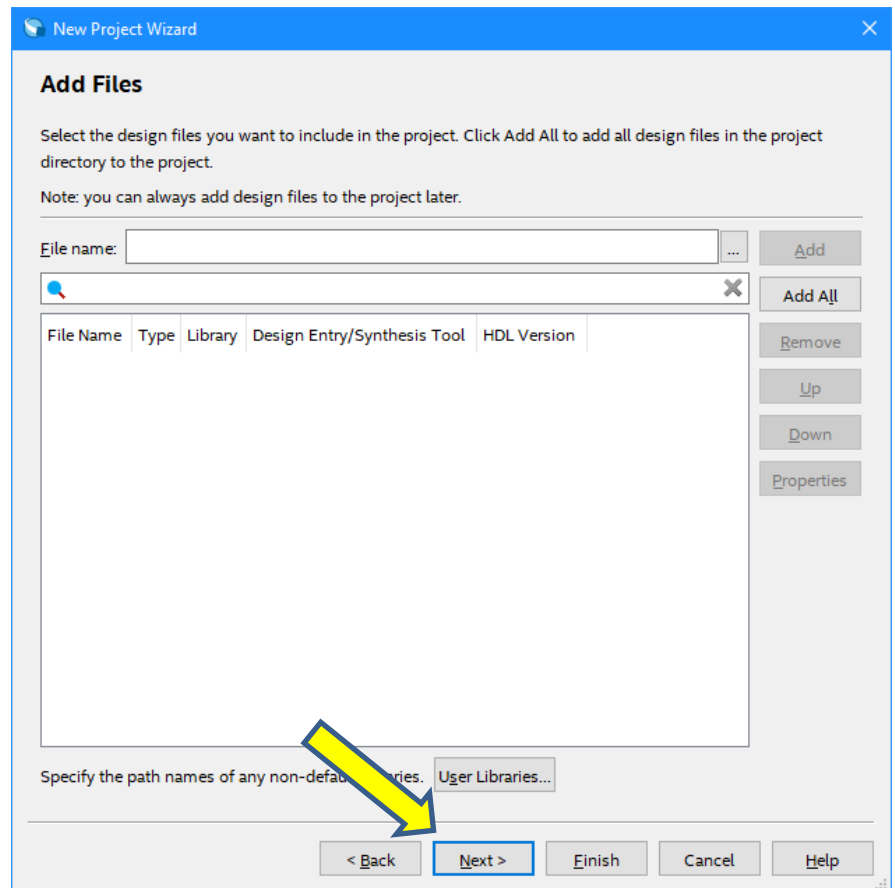 New Project Wizard
Add Files
Select the design files you want to include in the project. Click Add All to add all design files in the project
directory to the project.
Note: you can always add design files to the project later.
File name: ... Add
Add All
File Name Type Library Design Entry/Synthesis Tool HDL Version
Remove
Up
Down
Properties
Specify the path names of any non-defau ries. User Libraries...
< Back Next > Finish Cancel Help